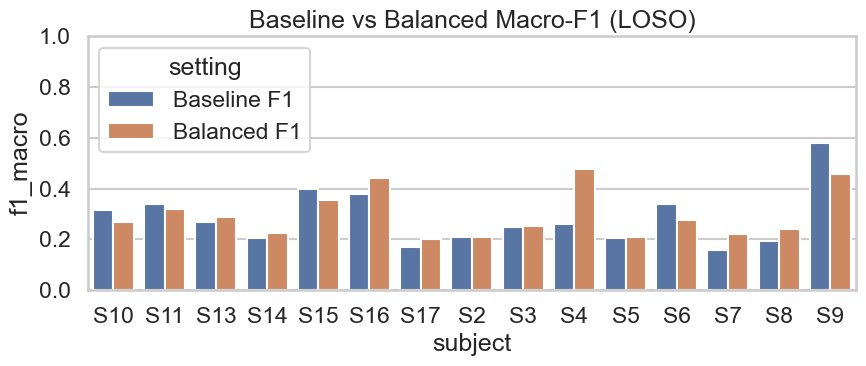 Baseline vs Balanced Macro-F1 (LOSO)
1.0
0.8
0.6
0.4
0.2
0.0
f1_macro
setting
Baseline F1
Balanced F1
S10 S11 S13 S14 S15 S16 S17 S2 S3 S4 S5 S6 S7 S8 S9
subject